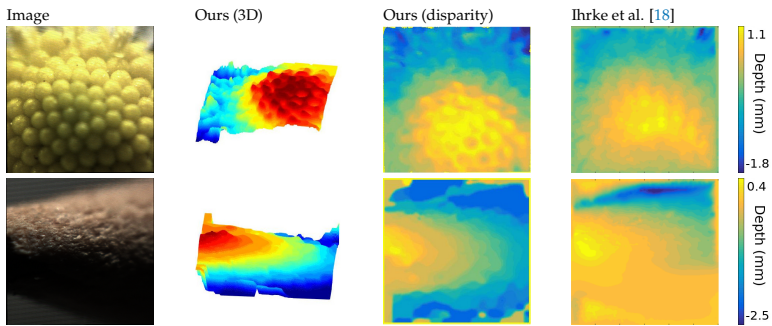 Image Ours (3D) Ours (disparity) Ihrke et al. [18]
1.1
Depth (mm)
-1.8
0.4
Depth (mm)
-2.5